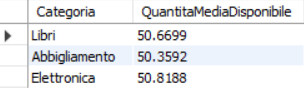 Categoria QuantitaMediaDisponibile
Libri 50.6699
Abbigliamento 50.3592
Elettronica 50.8188